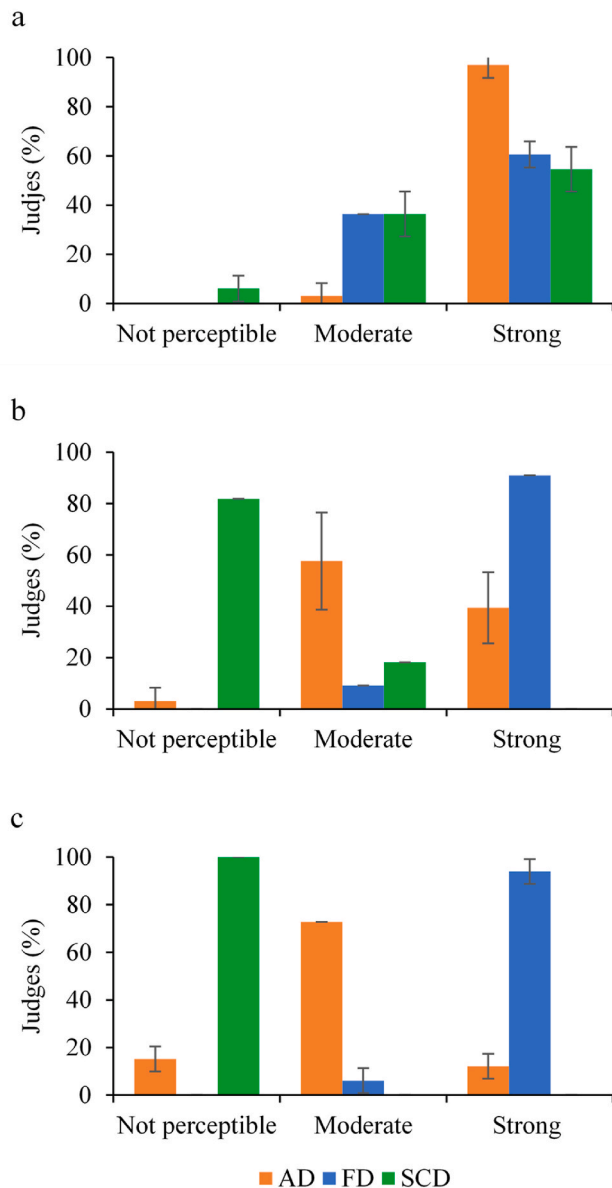 a
100
80
60
40
20
0
Judjes (%)
Not perceptible Moderate Strong
b
100
80
60
40
20
0
Judges (%)
Not perceptible Moderate Strong
c
100
80
60
40
20
0
Judges (%)
Not perceptible Moderate Strong
AD FD SCD